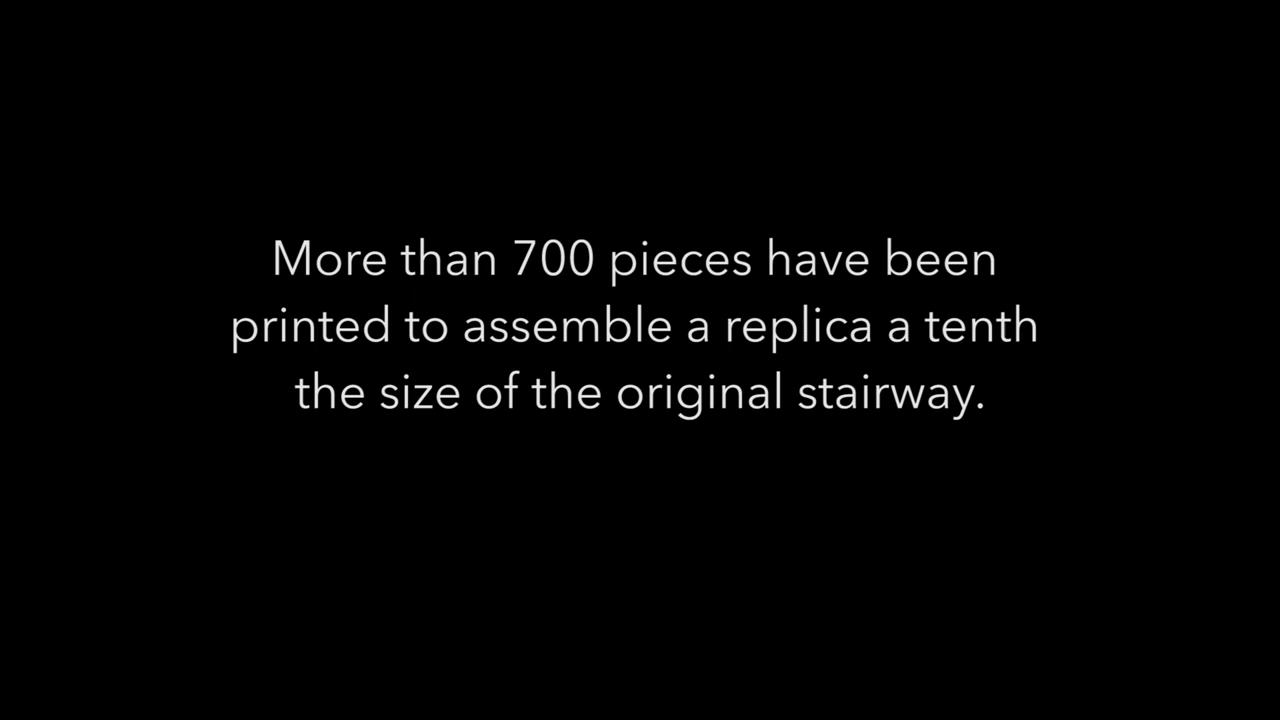 More than 700 pieces have been
printed to assemble a replica a tenth
the size of the original stairway.